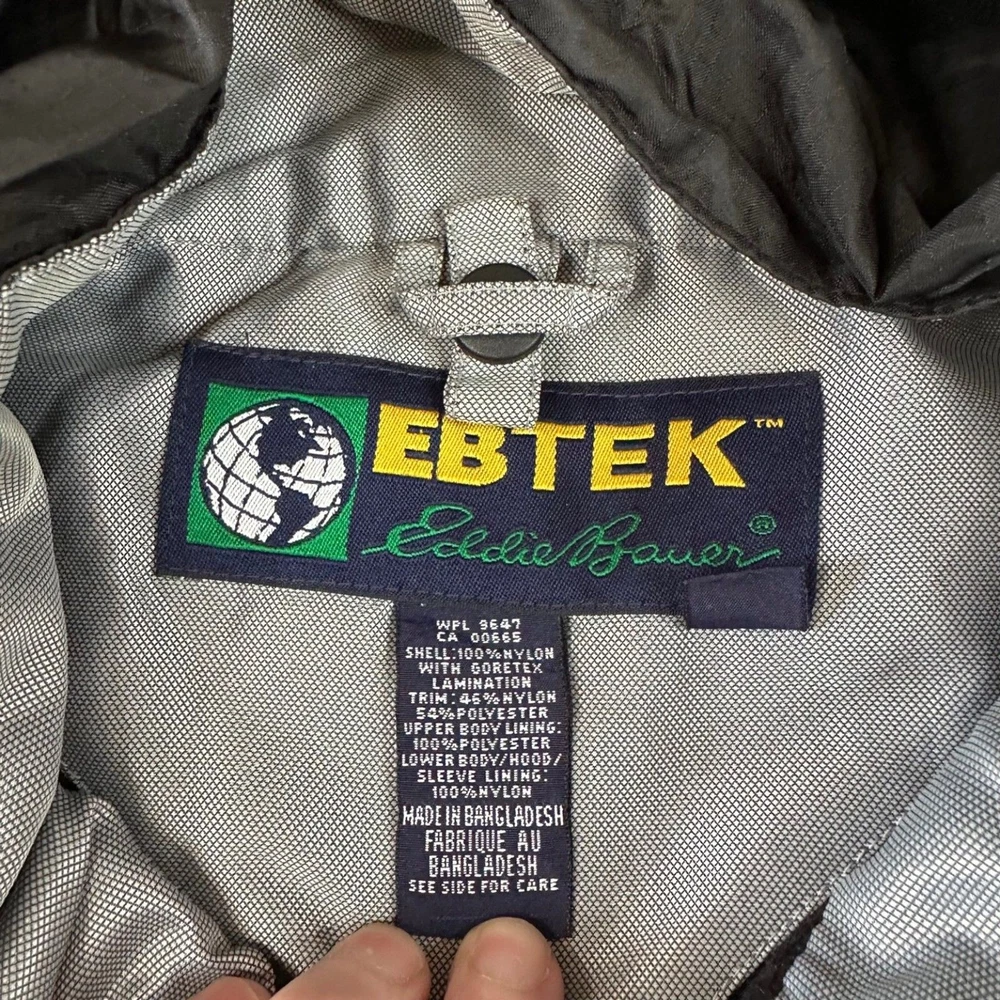 EBTEK™
Eddie Bauer®
WPL 9647
CA 00665
SHELL:100%NYLON
WITH GORETEX
LAMINATION
TRIM: 46%NYLON
54%POLYESTER
UPPER BODY LINING:
100%POLYESTER
LOWER BODY/HOOD/
SLEEVE LINING:
100%NYLON
MADE IN BANGLADESH
FABRIQUE AU
BANGLADESH
SEE SIDE FOR CARE